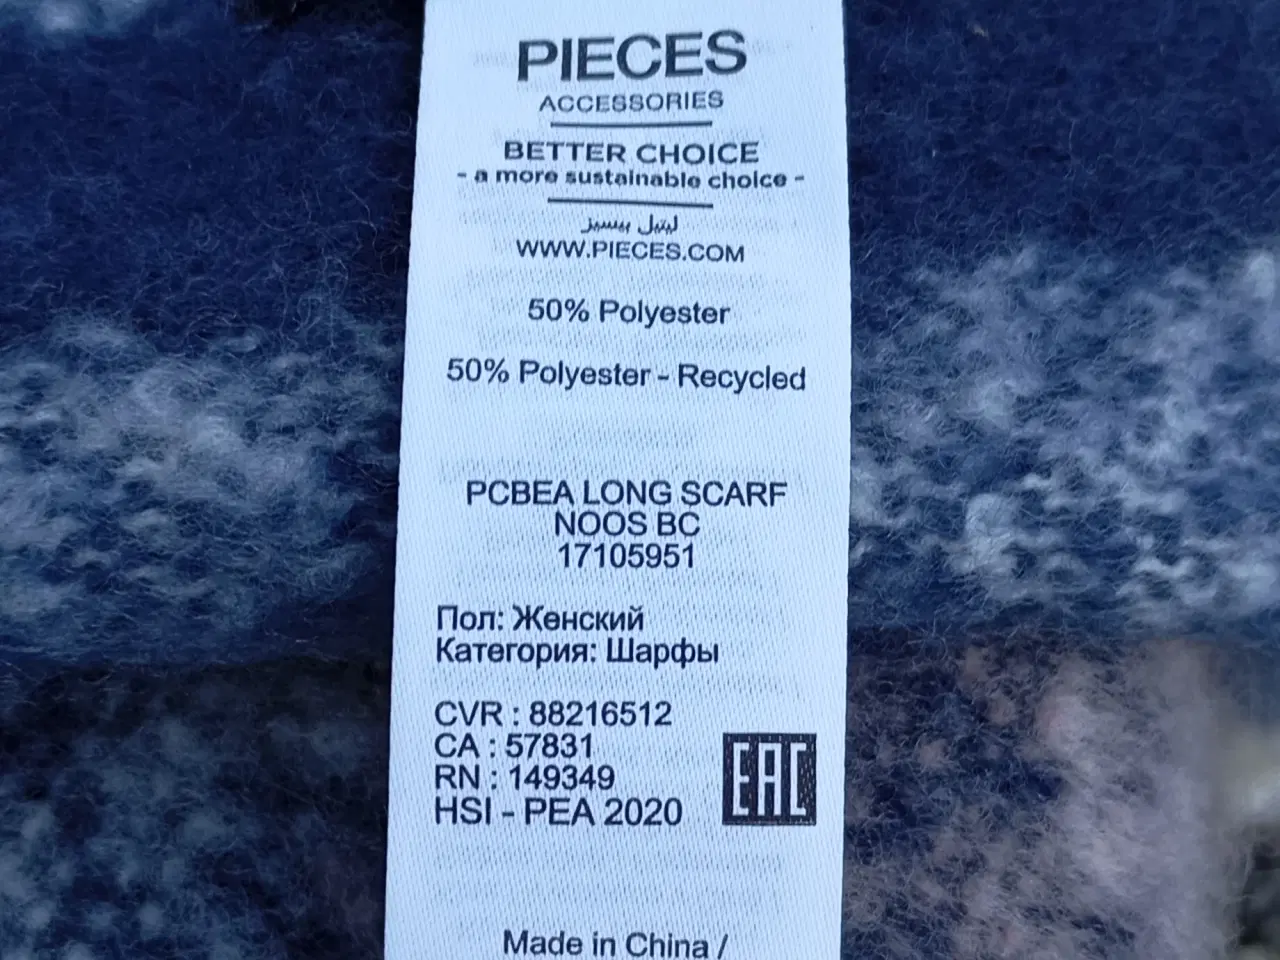 PIECES
ACCESSORIES
BETTER CHOICE
- a more sustainable choice -
ليتيل بيسيز
WWW.PIECES.COM
50% Polyester
50% Polyester - Recycled
PCBEA LONG SCARF
NOOS BC
17105951
Пол: Женский
Категория: Шарфы
CVR : 88216512
CA : 57831
RN : 149349
HSI - PEA 2020
EAC
Made in China /